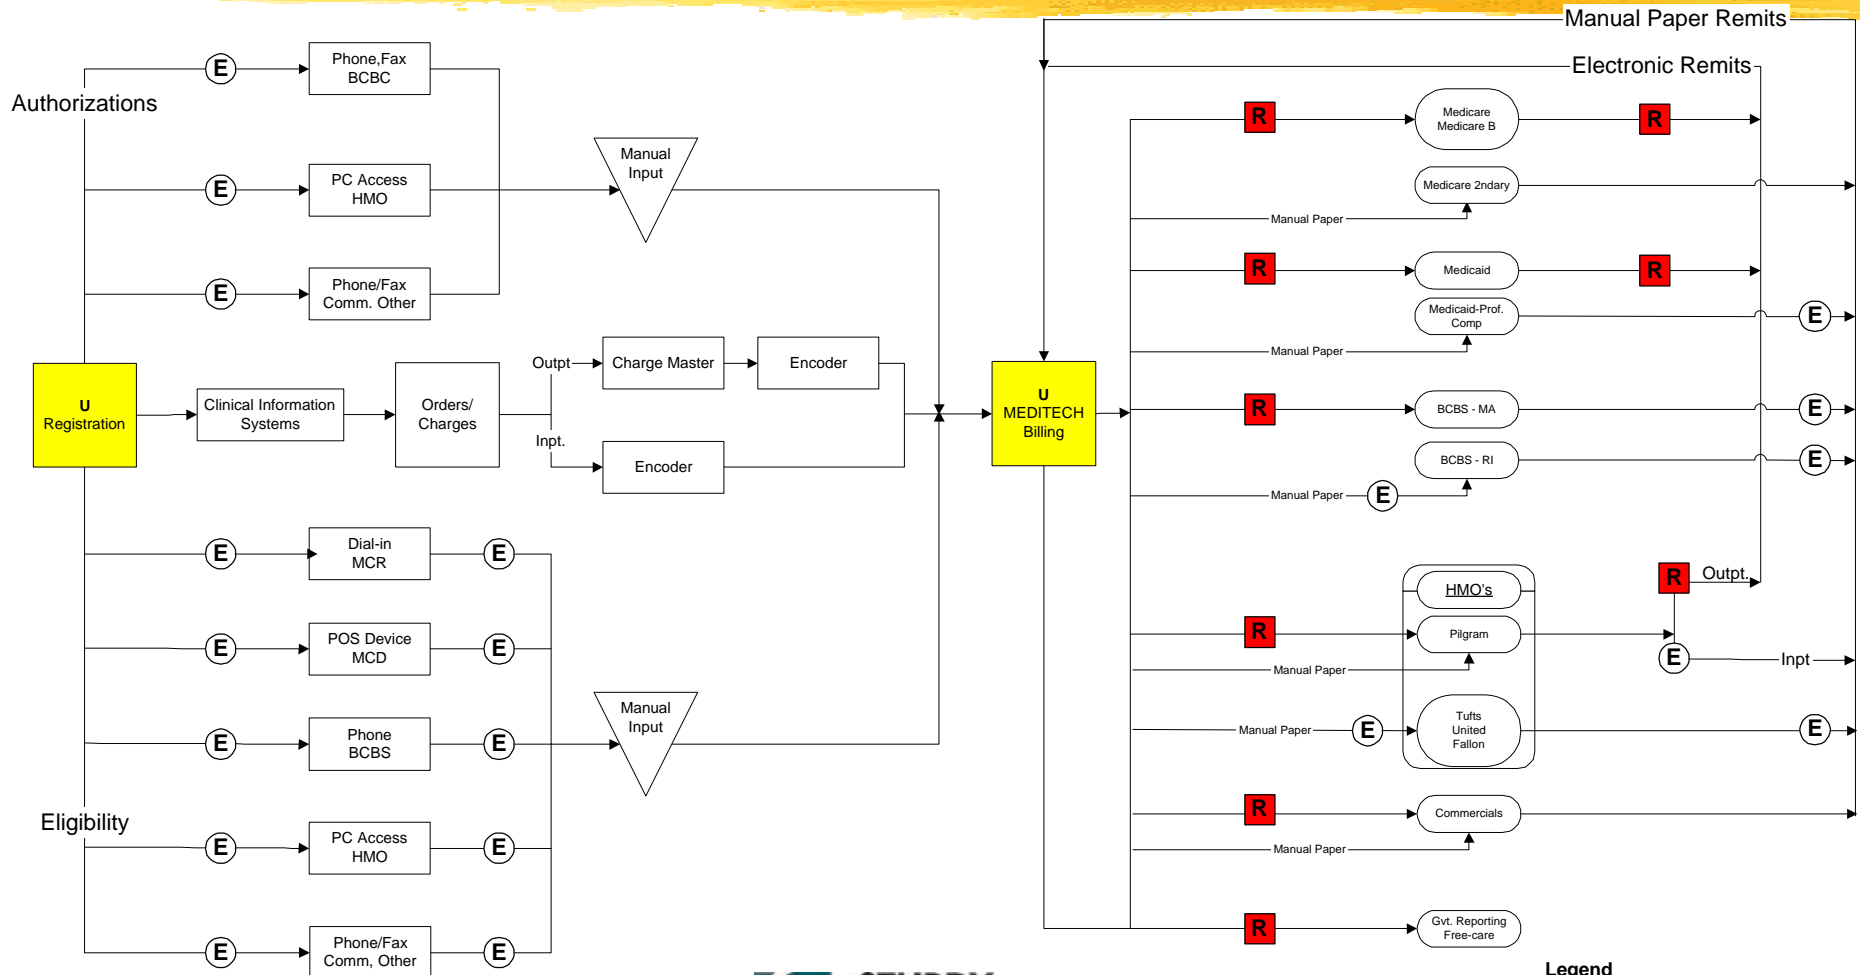 Manual Paper Remits
Electronic Remits
Authorizations
E
Phone,Fax
BCBC
E
PC Access
HMO
E
Phone/Fax
Comm. Other
Manual
Input
U
Registration
Clinical Information
Systems
Orders/
Charges
Outpt
Charge Master
Encoder
Inpt.
Encoder
Eligibility
E
Dial-in
MCR
E
E
POS Device
MCD
E
E
Phone
BCBS
E
E
PC Access
HMO
E
E
Phone/Fax
Comm, Other
E
Manual
Input
U
MEDITECH
Billing
R
Medicare
Medicare B
R
Medicare 2ndary
Manual Paper
R
Medicaid
R
Medicaid-Prof.
Comp
E
Manual Paper
R
BCBS - MA
E
BCBS - RI
E
Manual Paper
E
HMO's
R
Outpt.
R
Pilgram
E
Inpt
Manual Paper
Manual Paper
E
Tufts
United
Fallon
E
R
Commercials
Manual Paper
R
Gvt. Reporting
Free-care
Legend